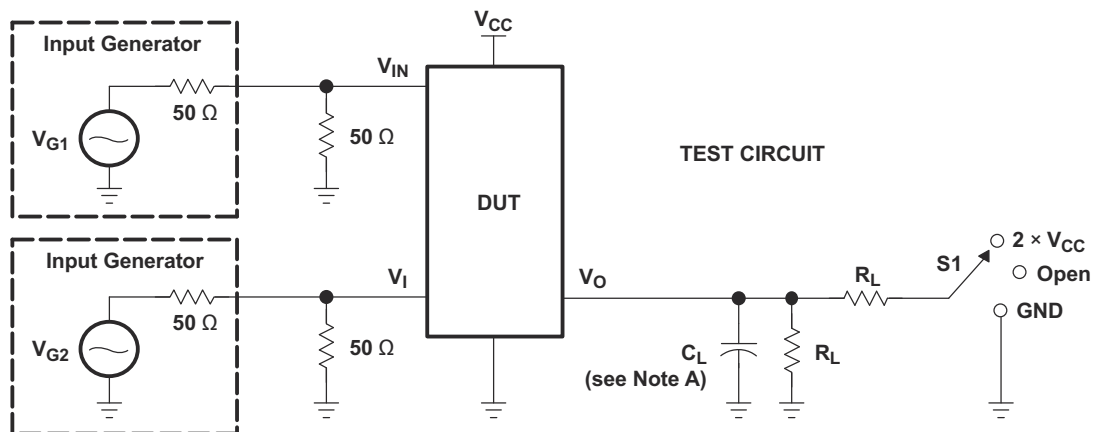 Input Generator
V_G1
50 Ω
V_IN
50 Ω
V_CC
DUT
TEST CIRCUIT
Input Generator
V_G2
50 Ω
V_I
50 Ω
V_O
C_L
(see Note A)
R_L
R_L
S1
2 × V_CC
Open
GND